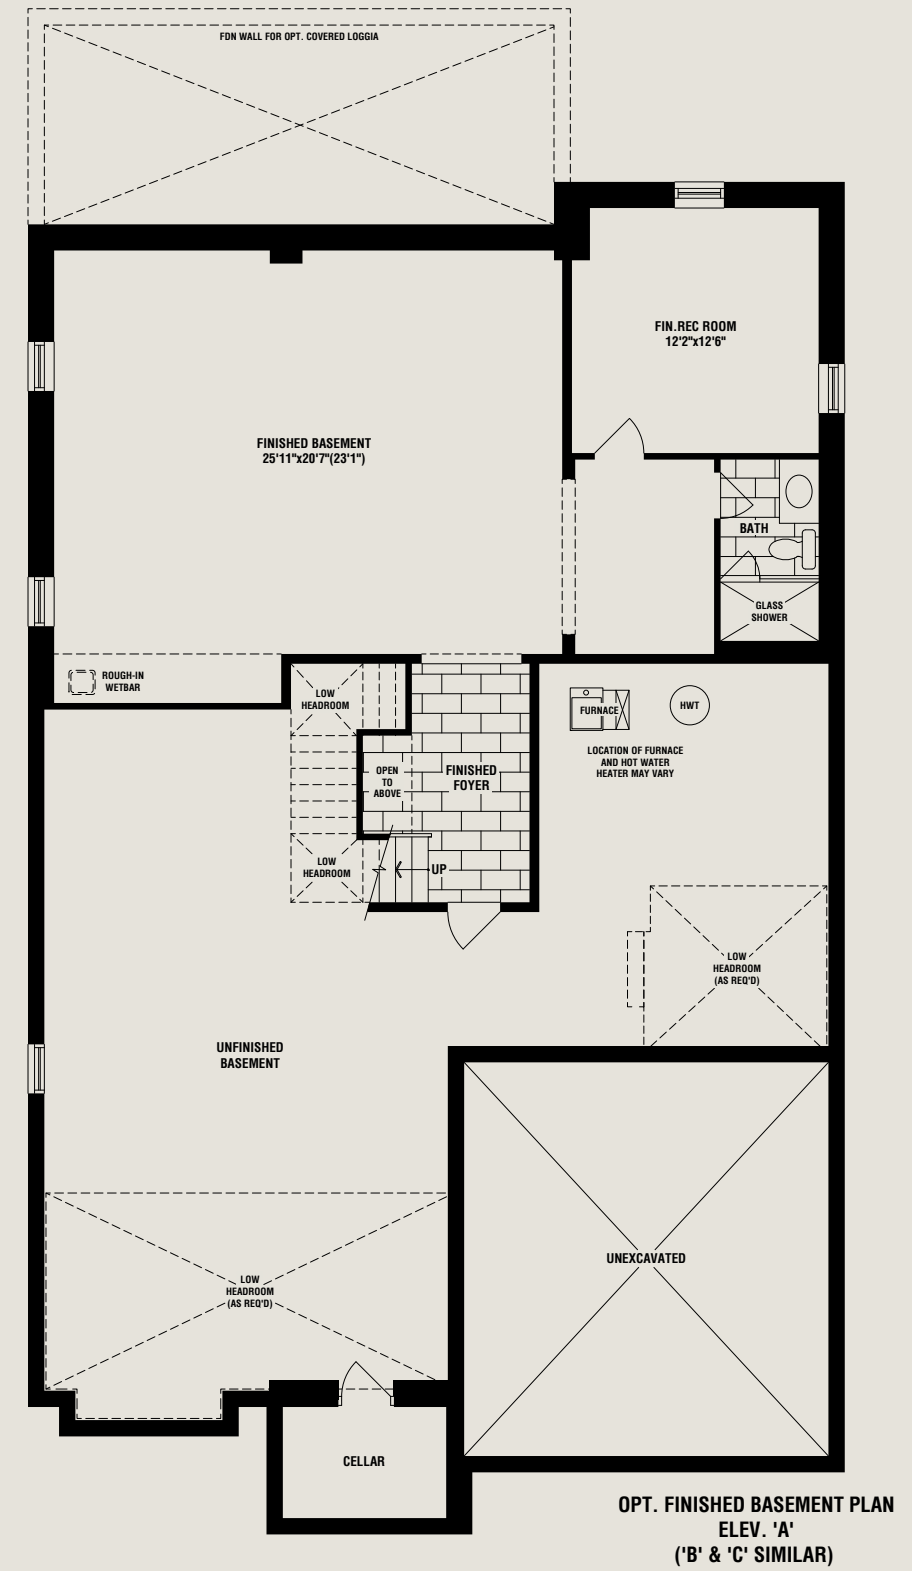 FDN WALL FOR OPT. COVERED LOGGIA
FIN.REC ROOM
12'2"x12'6"
FINISHED BASEMENT
25'11"x20'7"(23'1")
BATH
GLASS
SHOWER
ROUGH-IN
WETBAR
LOW
HEADROOM
FURNACE
HWT
LOCATION OF FURNACE
AND HOT WATER
HEATER MAY VARY
OPEN
TO
ABOVE
FINISHED
FOYER
LOW
HEADROOM
UP
LOW
HEADROOM
(AS REQ'D)
UNFINISHED
BASEMENT
UNEXCAVATED
LOW
HEADROOM
(AS REQ'D)
CELLAR
OPT. FINISHED BASEMENT PLAN
ELEV. 'A'
('B' & 'C' SIMILAR)